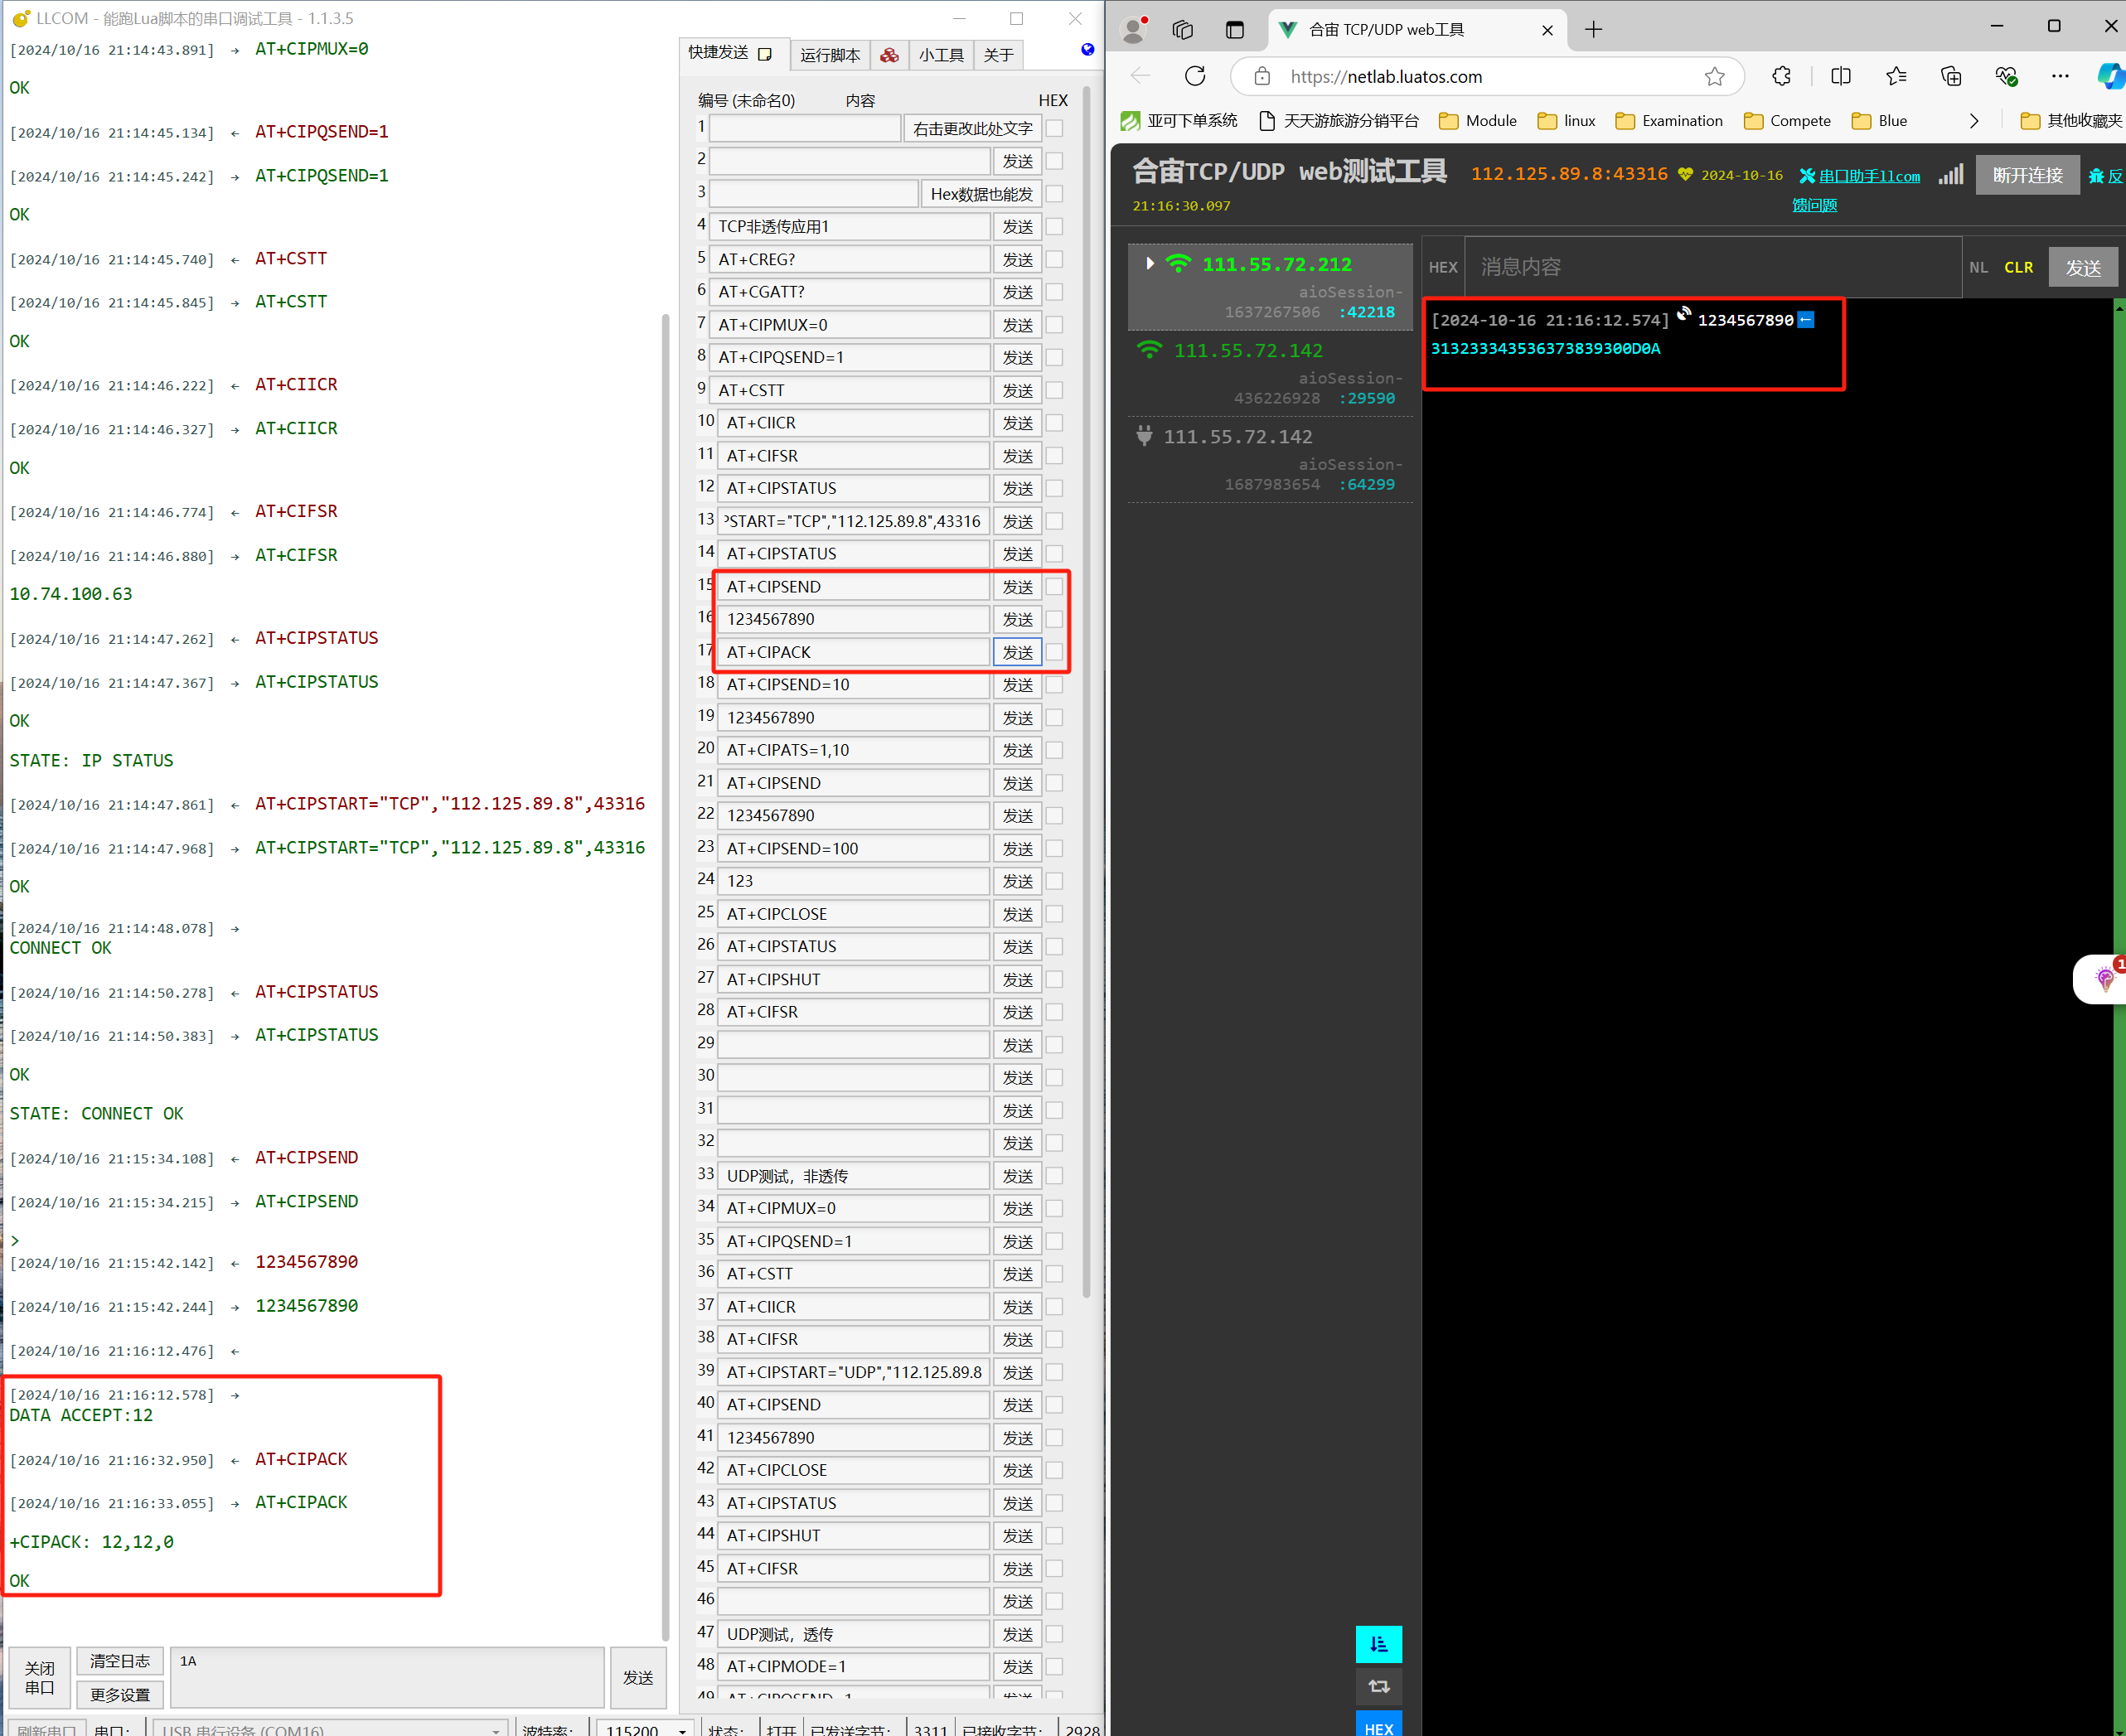 LLCOM - 能跑Lua脚本的串口调试工具 - 1.1.3.5
[2024/10/16 21:14:43.891] → AT+CIPMUX=0
OK
[2024/10/16 21:14:45.134] ← AT+CIPQSEND=1
[2024/10/16 21:14:45.242] → AT+CIPQSEND=1
OK
[2024/10/16 21:14:45.740] ← AT+CSTT
[2024/10/16 21:14:45.845] → AT+CSTT
OK
[2024/10/16 21:14:46.222] ← AT+CIICR
[2024/10/16 21:14:46.327] → AT+CIICR
OK
[2024/10/16 21:14:46.774] ← AT+CIFSR
[2024/10/16 21:14:46.880] → AT+CIFSR
10.74.100.63
[2024/10/16 21:14:47.262] ← AT+CIPSTATUS
[2024/10/16 21:14:47.367] → AT+CIPSTATUS
OK
STATE: IP STATUS
[2024/10/16 21:14:47.861] ← AT+CIPSTART="TCP","112.125.89.8",43316
[2024/10/16 21:14:47.968] → AT+CIPSTART="TCP","112.125.89.8",43316
OK
[2024/10/16 21:14:48.078] →
CONNECT OK
[2024/10/16 21:14:50.278] ← AT+CIPSTATUS
[2024/10/16 21:14:50.383] → AT+CIPSTATUS
OK
STATE: CONNECT OK
[2024/10/16 21:15:34.108] ← AT+CIPSEND
[2024/10/16 21:15:34.215] → AT+CIPSEND
>
[2024/10/16 21:15:42.142] ← 1234567890
[2024/10/16 21:15:42.244] → 1234567890
[2024/10/16 21:16:12.476] ←
[2024/10/16 21:16:12.578] →
DATA ACCEPT:12
[2024/10/16 21:16:32.950] ← AT+CIPACK
[2024/10/16 21:16:33.055] → AT+CIPACK
+CIPACK: 12,12,0
OK
关闭串口 清空日志 更多设置 1A 发送
刷新串口 串口: USB 串行设备 (COM16) 波特率: 115200 状态: 打开 已发送字节: 3311 已接收字节: 2928
快捷发送 运行脚本 小工具 关于
编号 (未命名0) 内容 HEX
1 右击更改此处文字
2 发送
3 Hex数据也能发
4 TCP非透传应用1 发送
5 AT+CREG? 发送
6 AT+CGATT? 发送
7 AT+CIPMUX=0 发送
8 AT+CIPQSEND=1 发送
9 AT+CSTT 发送
10 AT+CIICR 发送
11 AT+CIFSR 发送
12 AT+CIPSTATUS 发送
13 PSTART="TCP","112.125.89.8",43316 发送
14 AT+CIPSTATUS 发送
15 AT+CIPSEND 发送
16 1234567890 发送
17 AT+CIPACK 发送
18 AT+CIPSEND=10 发送
19 1234567890 发送
20 AT+CIPATS=1,10 发送
21 AT+CIPSEND 发送
22 1234567890 发送
23 AT+CIPSEND=100 发送
24 123 发送
25 AT+CIPCLOSE 发送
26 AT+CIPSTATUS 发送
27 AT+CIPSHUT 发送
28 AT+CIFSR 发送
29 发送
30 发送
31 发送
32 发送
33 UDP测试，非透传 发送
34 AT+CIPMUX=0 发送
35 AT+CIPQSEND=1 发送
36 AT+CSTT 发送
37 AT+CIICR 发送
38 AT+CIFSR 发送
39 AT+CIPSTART="UDP","112.125.89.8 发送
40 AT+CIPSEND 发送
41 1234567890 发送
42 AT+CIPCLOSE 发送
43 AT+CIPSTATUS 发送
44 AT+CIPSHUT 发送
45 AT+CIFSR 发送
46 发送
47 UDP测试，透传 发送
48 AT+CIPMODE=1 发送
49 AT+CIPQSEND=1 发送
合宙 TCP/UDP web工具
https://netlab.luatos.com
亚可下单系统 天天游旅游分销平台 Module linux Examination Compete Blue 其他收藏夹
合宙TCP/UDP web测试工具 112.125.89.8:43316 2024-10-16 串口助手llcom 断开连接 反
21:16:30.097 馈问题
111.55.72.212
aioSession-
1637267506 :42218
111.55.72.142
aioSession-
436226928 :29590
111.55.72.142
aioSession-
1687983654 :64299
HEX 消息内容 NL CLR 发送
[2024-10-16 21:16:12.574] 1234567890←
313233343536373839300D0A
1
HEX